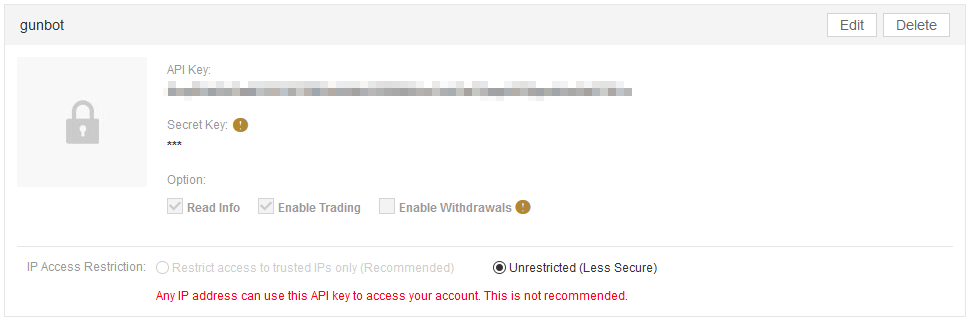 gunbot
Edit
Delete
API Key:
Secret Key: !
***
Option:
Read Info
Enable Trading
Enable Withdrawals !
IP Access Restriction:
Restrict access to trusted IPs only (Recommended)
Unrestricted (Less Secure)
Any IP address can use this API key to access your account. This is not recommended.